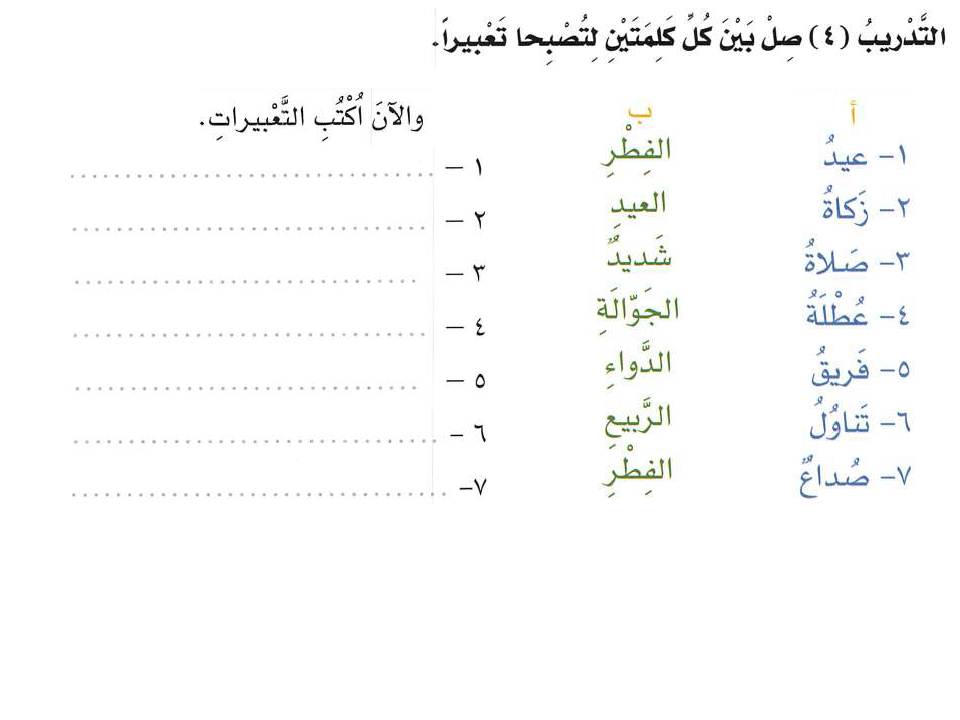 التَّدْريبُ (٤) صِلْ بَيْنَ كُلِّ كَلِمَتَيْنِ لِتُصْبِحا تَعْبيراً.
أ ب والآنَ اُكْتُبِ التَّعْبيراتِ.
١- عيدُ الفِطْرِ ١ – ................................
٢- زَكاةُ العيدِ ٢ – ................................
٣- صَلاةُ شَديدٌ ٣ – ................................
٤- عُطْلَةُ الجَوّالَةِ ٤ – ................................
٥- فَريقُ الدَّواءِ ٥ – ................................
٦- تَناوُلُ الرَّبيعِ ٦ – ................................
٧- صُداعٌ الفِطْرِ ٧– ................................